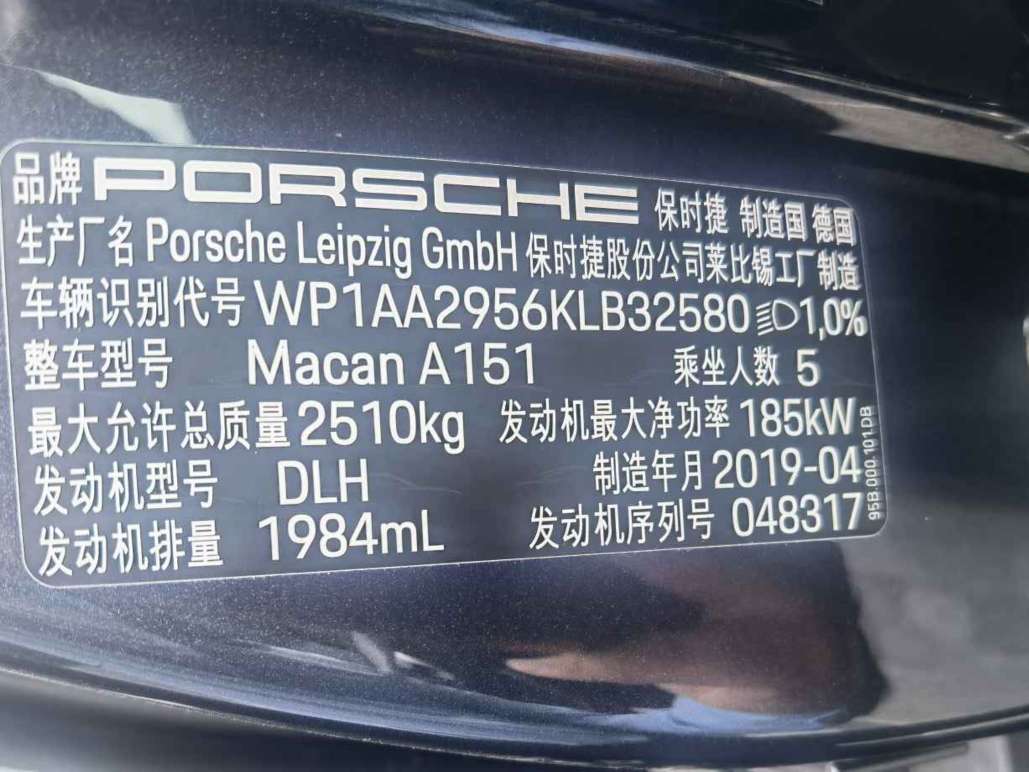 品牌 PORSCHE 保时捷 制造国 德国
生产厂名 Porsche Leipzig GmbH 保时捷股份公司莱比锡工厂制造
车辆识别代号 WP1AA2956KLB32580 1,0%
整车型号 Macan A151 乘坐人数 5
最大允许总质量 2510kg 发动机最大净功率 185kW
发动机型号 DLH 制造年月 2019-04
发动机排量 1984mL 发动机序列号 048317
95B.000.101.DB